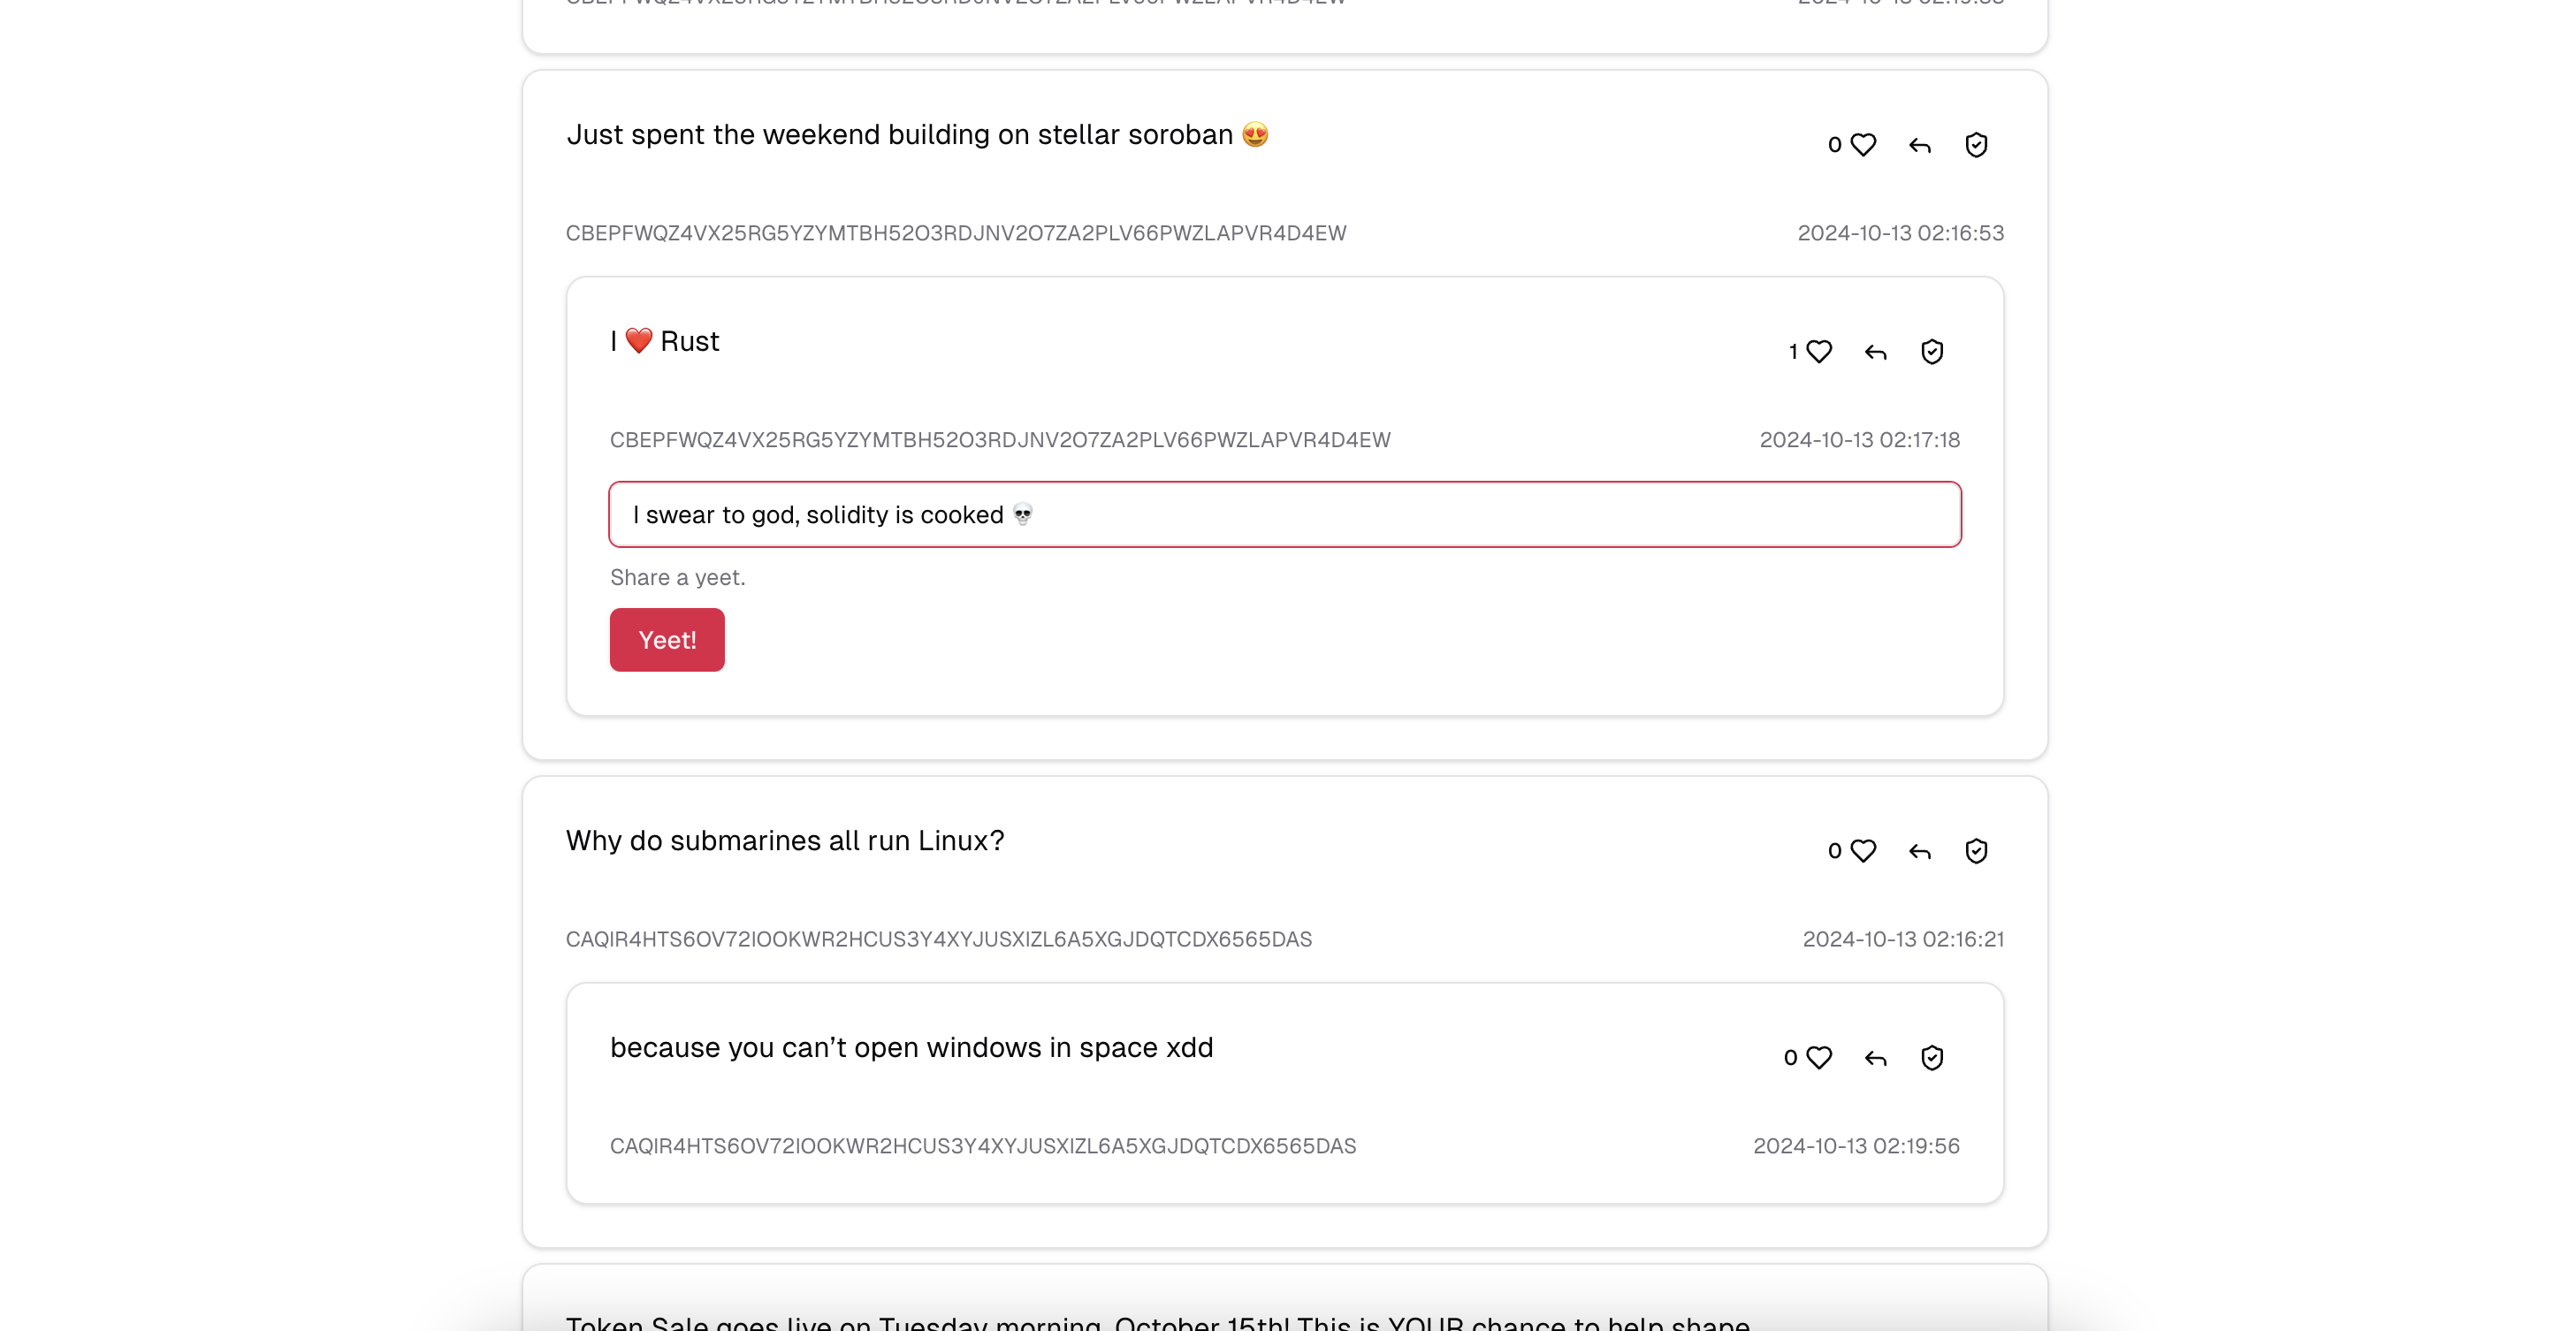 Just spent the weekend building on stellar soroban 😍
0
CBEPFWQZ4VX25RG5YZYMTBH52O3RDJNV2O7ZA2PLV66PWZLAPVR4D4EW 2024-10-13 02:16:53
I ❤️ Rust
1
CBEPFWQZ4VX25RG5YZYMTBH52O3RDJNV2O7ZA2PLV66PWZLAPVR4D4EW 2024-10-13 02:17:18
I swear to god, solidity is cooked 💀
Share a yeet.
Yeet!
Why do submarines all run Linux?
0
CAQIR4HTS6OV72IOOKWR2HCUS3Y4XYJUSXIZL6A5XGJDQTCDX6565DAS 2024-10-13 02:16:21
because you can’t open windows in space xdd
0
CAQIR4HTS6OV72IOOKWR2HCUS3Y4XYJUSXIZL6A5XGJDQTCDX6565DAS 2024-10-13 02:19:56
Token Sale goes live on Tuesday morning, October 15th! This is YOUR chance to help shape